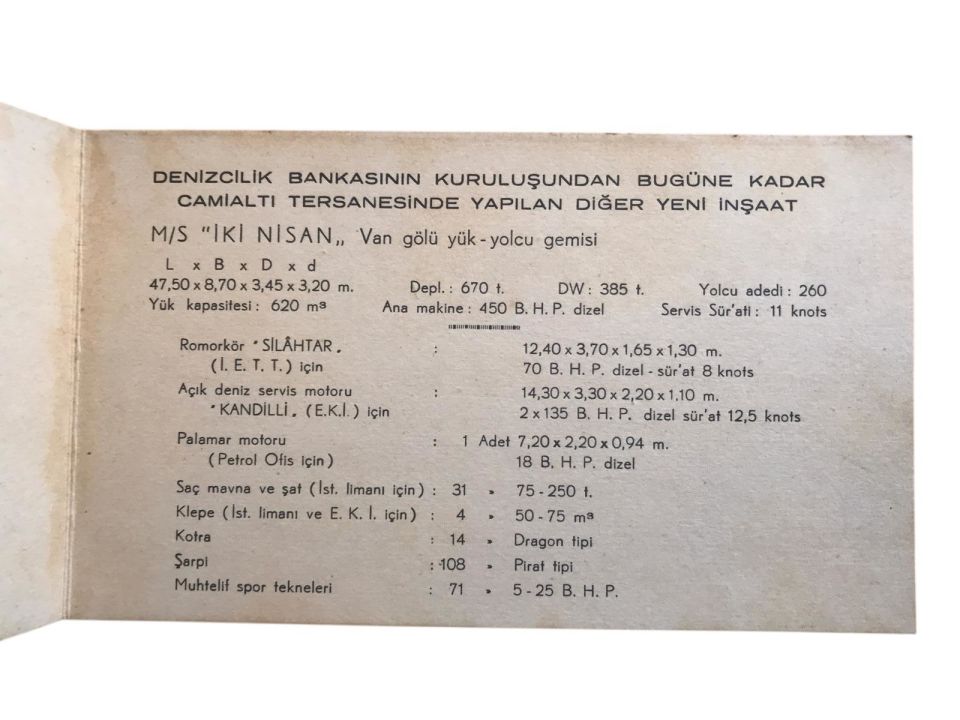 DENİZCİLİK BANKASININ KURULUŞUNDAN BUGÜNE KADAR
CAMİALTI TERSANESİNDE YAPILAN DİĞER YENİ İNŞAAT
M/S "İKİ NİSAN„ Van gölü yük - yolcu gemisi
L x B x D x d
47,50 x 8,70 x 3,45 x 3,20 m. Depl. : 670 t. DW : 385 t. Yolcu adedi : 260
Yük kapasitesi : 620 m³ Ana makine : 450 B. H. P. dizel Servis Sür'ati : 11 knots
Romorkör "SİLÂHTAR„ : 12,40 x 3,70 x 1,65 x 1,30 m.
(İ. E. T. T.) için 70 B. H. P. dizel - sür'at 8 knots
Açık deniz servis motoru : 14,30 x 3,30 x 2,20 x 1.10 m.
"KANDİLLİ„ (E.K.İ.) için 2 x 135 B. H. P. dizel sür'at 12,5 knots
Palamar motoru : 1 Adet 7,20 x 2,20 x 0,94 m.
(Petrol Ofis için) 18 B. H. P. dizel
Saç mavna ve şat (İst. limanı için) : 31 » 75 - 250 t.
Klepe (İst. limanı ve E. K. İ. için) : 4 » 50 - 75 m³
Kotra : 14 » Dragon tipi
Şarpi : 108 » Pirat tipi
Muhtelif spor tekneleri : 71 » 5 - 25 B. H. P.